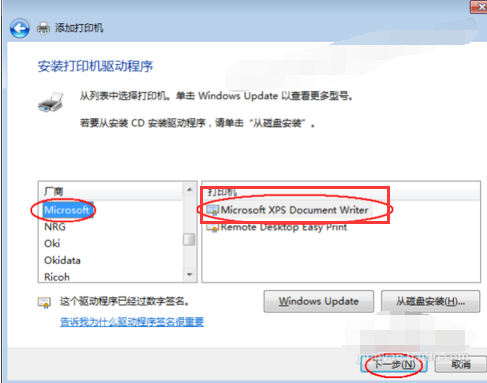 添加打印机
安装打印机驱动程序
从列表中选择打印机。单击 Windows Update 以查看更多型号。
若要从安装 CD 安装驱动程序，请单击“从磁盘安装”。
厂商
Microsoft
NRG
Oki
Okidata
Ricoh
打印机
Microsoft XPS Document Writer
Remote Desktop Easy Print
这个驱动程序已经过数字签名。
告诉我为什么驱动程序签名很重要
Windows Update
从磁盘安装(H)...
下一步(N)
取消